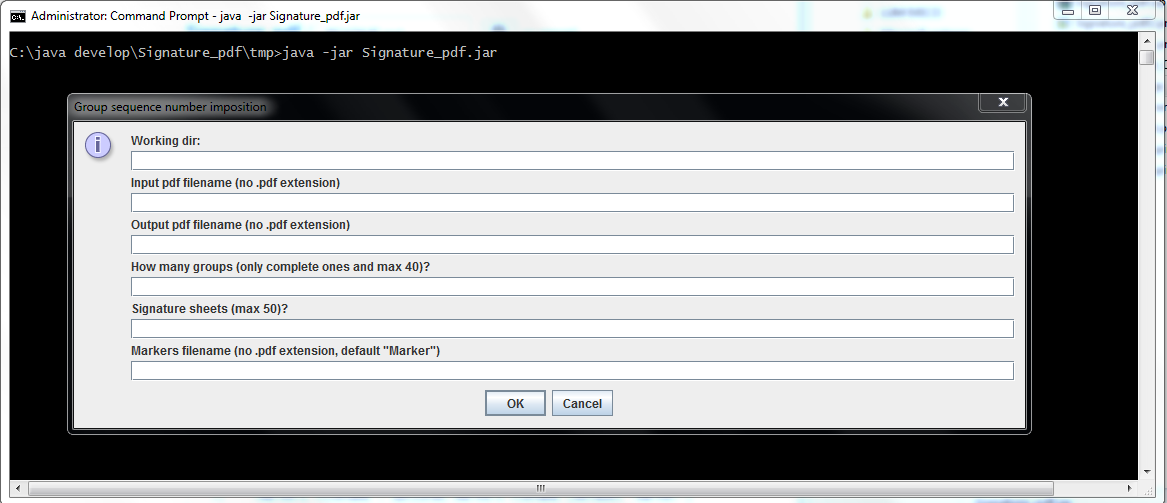 Administrator: Command Prompt - java -jar Signature_pdf.jar
C:\java develop\Signature_pdf\tmp>java -jar Signature_pdf.jar
Group sequence number imposition
Working dir:
Input pdf filename (no .pdf extension)
Output pdf filename (no .pdf extension)
How many groups (only complete ones and max 40)?
Signature sheets (max 50)?
Markers filename (no .pdf extension, default "Marker")
OK
Cancel